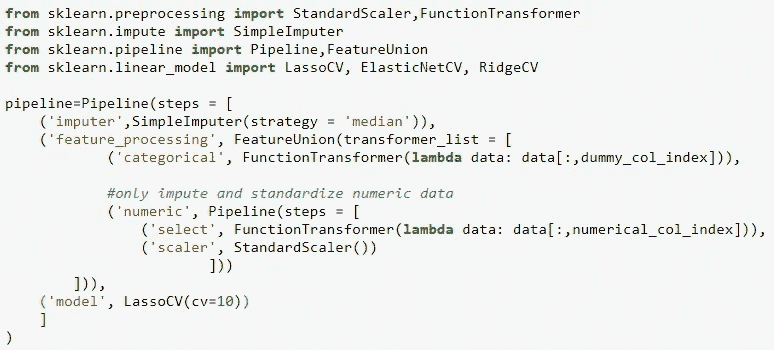 from sklearn.preprocessing import StandardScaler,FunctionTransformer
from sklearn.impute import SimpleImputer
from sklearn.pipeline import Pipeline,FeatureUnion
from sklearn.linear_model import LassoCV, ElasticNetCV, RidgeCV

pipeline=Pipeline(steps = [
    ('imputer',SimpleImputer(strategy = 'median')),
    ('feature_processing', FeatureUnion(transformer_list = [
            ('categorical', FunctionTransformer(lambda data: data[:,dummy_col_index])),

            #only impute and standardize numeric data
            ('numeric', Pipeline(steps = [
                ('select', FunctionTransformer(lambda data: data[:,numerical_col_index])),
                ('scaler', StandardScaler())
                        ]))
        ])),
    ('model', LassoCV(cv=10))
    ]
)